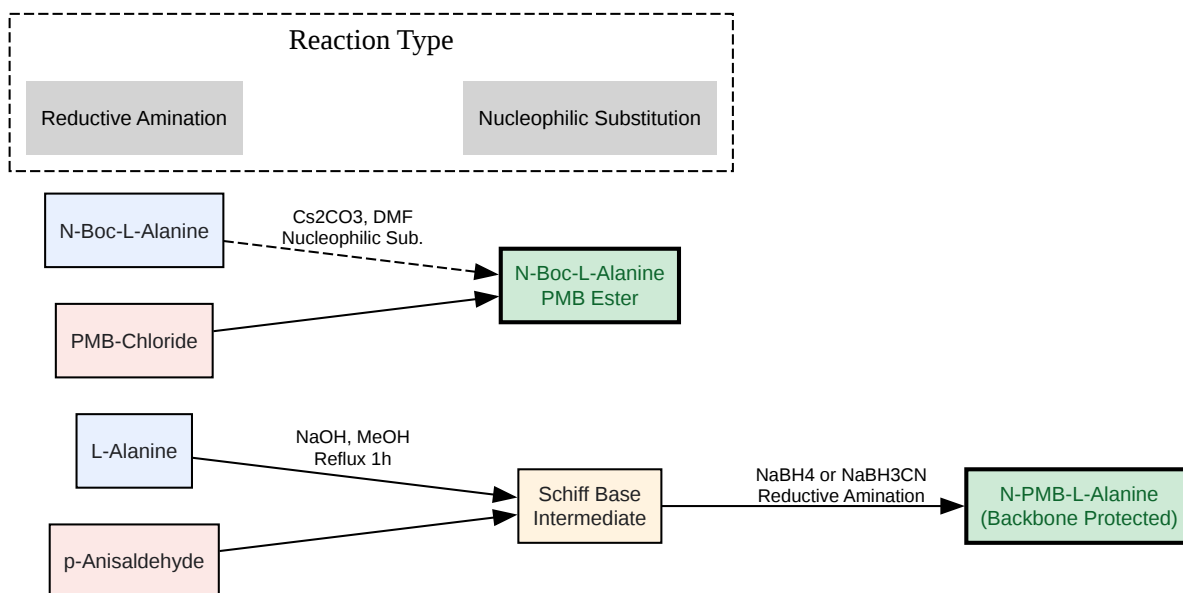 Reaction Type
Reductive Amination
Nucleophilic Substitution
N-Boc-L-Alanine
Cs2CO3, DMF
Nucleophilic Sub.
N-Boc-L-Alanine
PMB Ester
PMB-Chloride
L-Alanine
NaOH, MeOH
Reflux 1h
Schiff Base
Intermediate
NaBH4 or NaBH3CN
Reductive Amination
N-PMB-L-Alanine
(Backbone Protected)
p-Anisaldehyde